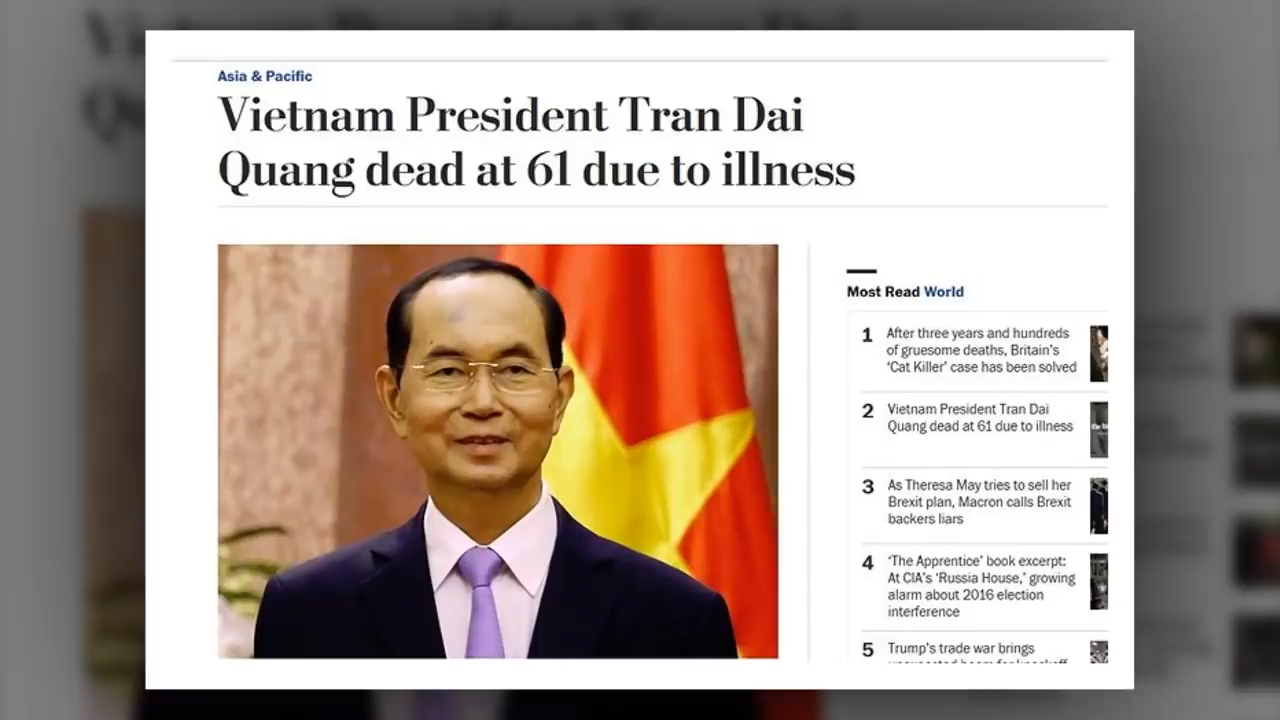 Asia & Pacific
Vietnam President Tran Dai
Quang dead at 61 due to illness
Most Read World
1 After three years and hundreds
of gruesome deaths, Britain's
'Cat Killer' case has been solved
2 Vietnam President Tran Dai
Quang dead at 61 due to illness
3 As Theresa May tries to sell her
Brexit plan, Macron calls Brexit
backers liars
4 'The Apprentice' book excerpt:
At CIA's 'Russia House,' growing
alarm about 2016 election
interference
5 Trump's trade war brings